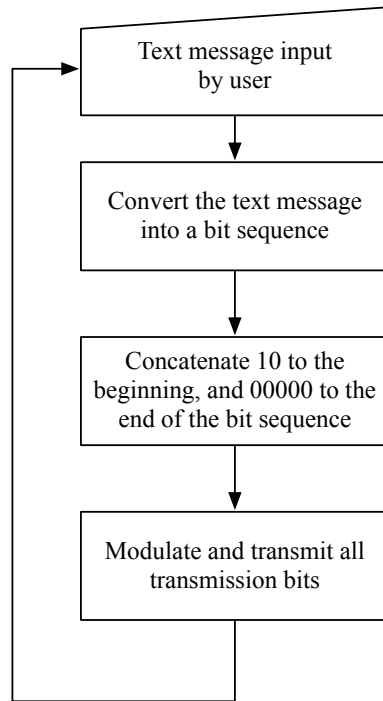 Text message input
by user
Convert the text message
into a bit sequence
Concatenate 10 to the
beginning, and 00000 to the
end of the bit sequence
Modulate and transmit all
transmission bits